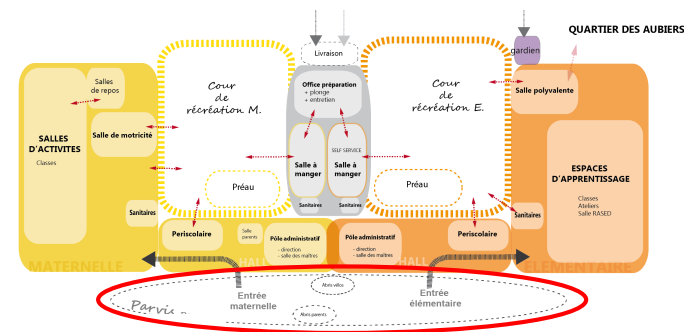 QUARTIER DES AUBIERS
gardien
Livraison
Salles
de repos
Salle de motricité
SALLES
D'ACTIVITES
Classes
Sanitaires
MATERNELLE
Cour
de
récréation M.
Préau
Office préparation
+ plonge
+ entretien
Salle à
manger
SELF SERVICE
Salle à
manger
Sanitaires
Sanitaires
Cour
de
récréation E.
Préau
Salle polyvalente
ESPACES
D'APPRENTISSAGE
Classes
Ateliers
Salle RASED
Sanitaires
ELEMENTAIRE
Periscolaire
Salle
parents
Pôle administratif
- direction
- salle des maîtres
HALL
Pôle administratif
- direction
- salle des maîtres
HALL
Periscolaire
Entrée
maternelle
Abris vélos
Entrée
élémentaire
Parvis
Abris parents